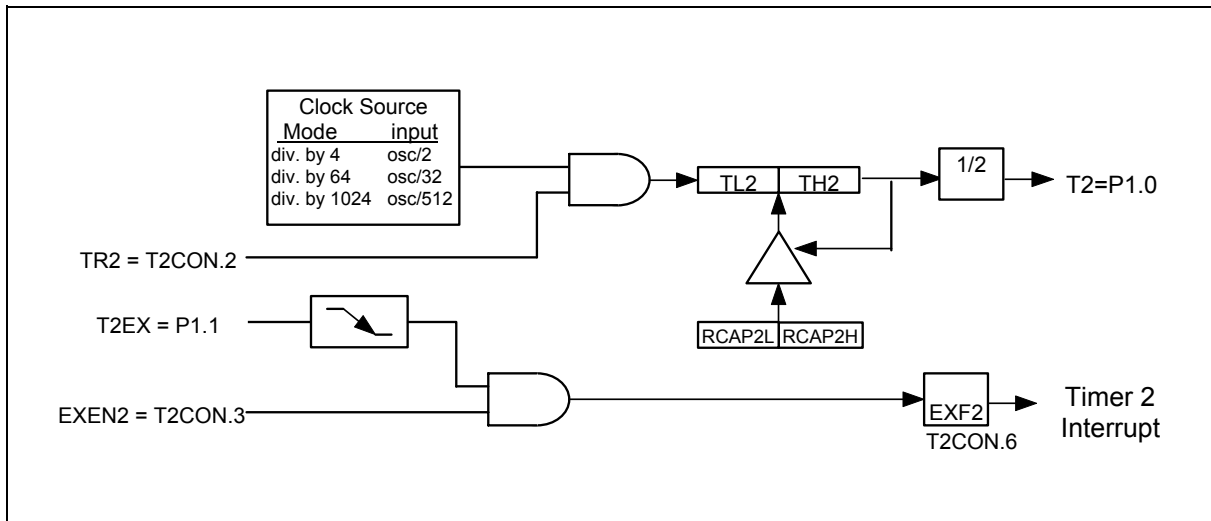 Clock Source
Mode input
div. by 4 osc/2
div. by 64 osc/32
div. by 1024 osc/512
TL2 TH2
1/2
T2=P1.0
TR2 = T2CON.2
T2EX = P1.1
RCAP2L RCAP2H
EXEN2 = T2CON.3
EXF2
T2CON.6
Timer 2
Interrupt